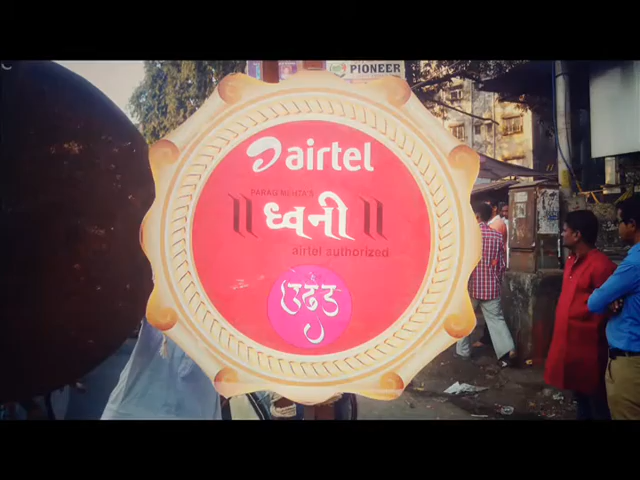 PIONEER
airtel
PARAG MEHTA'S
॥ ध्वनी ॥
airtel authorized